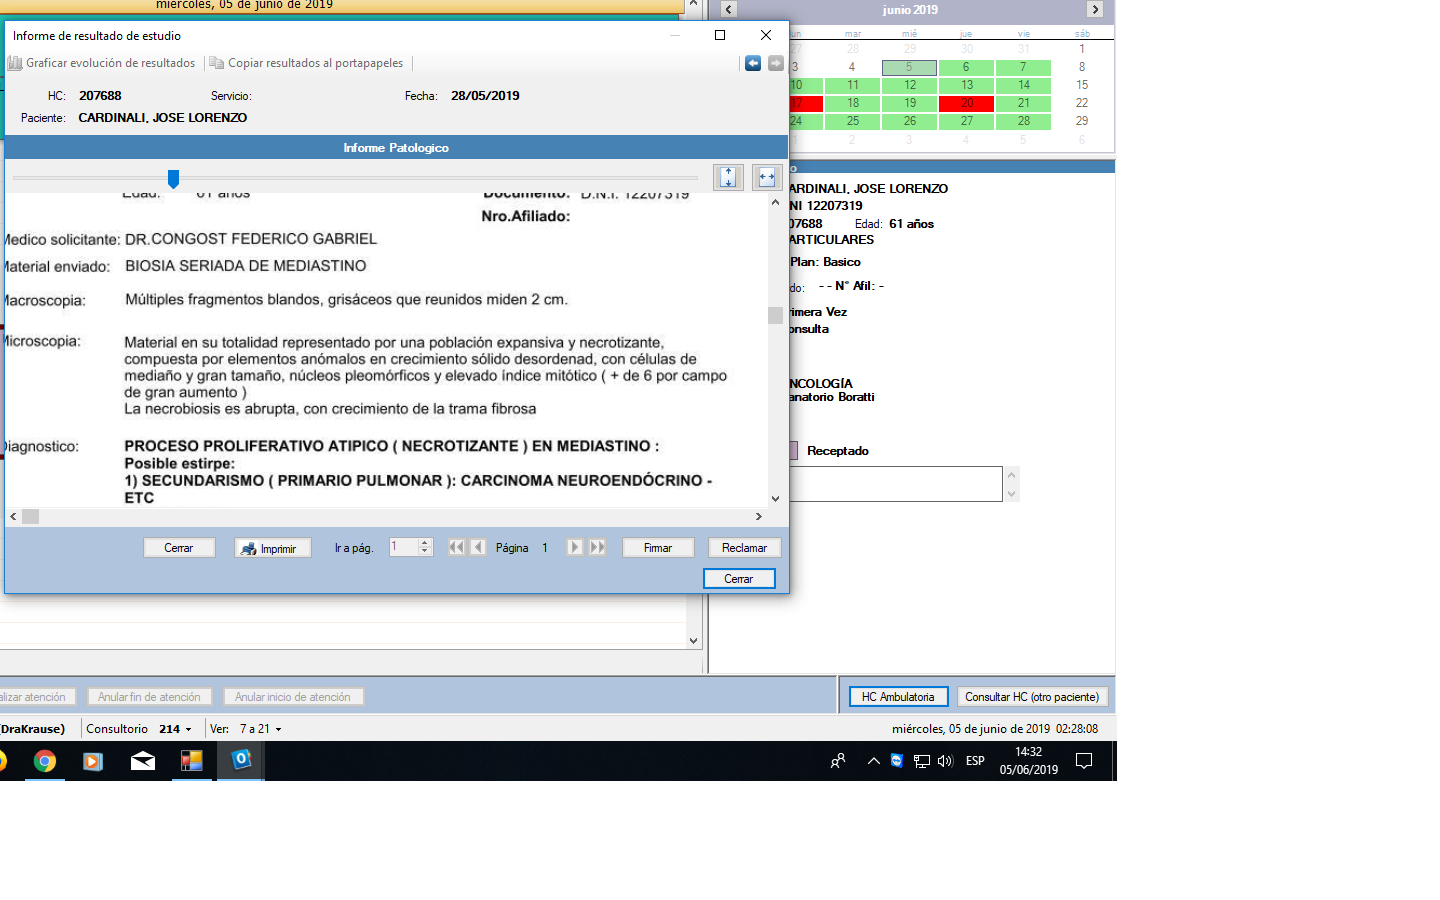 miércoles, 05 de junio de 2019
Informe de resultado de estudio
Graficar evolución de resultados
Copiar resultados al portapapeles
HC: 207688 Servicio: Fecha: 28/05/2019
Paciente: CARDINALI, JOSE LORENZO
Informe Patologico
Edad: 61 años Documento: D.N.I. 12207319
Nro.Afiliado:
Medico solicitante: DR.CONGOST FEDERICO GABRIEL
Material enviado: BIOSIA SERIADA DE MEDIASTINO
Macroscopia: Múltiples fragmentos blandos, grisáceos que reunidos miden 2 cm.
Microscopia: Material en su totalidad representado por una población expansiva y necrotizante,
compuesta por elementos anómalos en crecimiento sólido desordenad, con células de
mediaño y gran tamaño, núcleos pleomórficos y elevado índice mitótico ( + de 6 por campo
de gran aumento )
La necrobiosis es abrupta, con crecimiento de la trama fibrosa
Diagnostico: PROCESO PROLIFERATIVO ATIPICO ( NECROTIZANTE ) EN MEDIASTINO :
Posible estirpe:
1) SECUNDARISMO ( PRIMARIO PULMONAR ): CARCINOMA NEUROENDÓCRINO -
ETC
Cerrar Imprimir Ir a pág. 1 Página 1 Firmar Reclamar
Cerrar
junio 2019
un mar mié jue vie sáb
27 28 29 30 31 1
3 4 5 6 7 8
10 11 12 13 14 15
17 18 19 20 21 22
24 25 26 27 28 29
1 2 3 4 5 6
o
ARDINALI, JOSE LORENZO
NI 12207319
07688 Edad: 61 años
ARTICULARES
Plan: Basico
do: - - N° Afil: -
rimera Vez
onsulta
NCOLOGÍA
anatorio Boratti
Receptado
alizar atención Anular fin de atención Anular inicio de atención
HC Ambulatoria Consultar HC (otro paciente)
(DraKrause) Consultorio 214 Ver: 7 a 21
miércoles, 05 de junio de 2019 02:28:08
ESP
14:32
05/06/2019